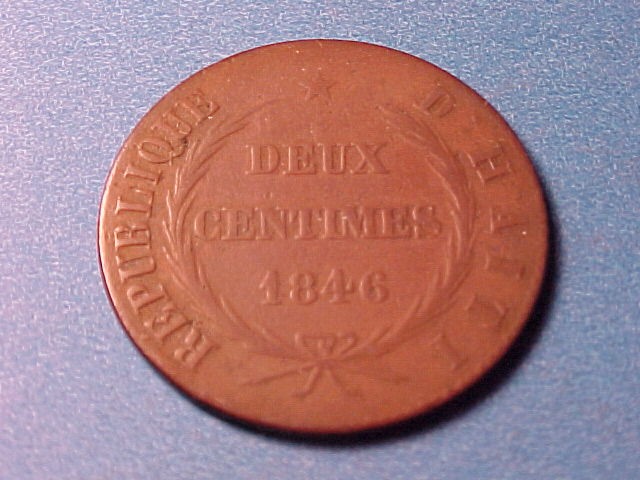 REPUBLIQUE D HAITI
DEUX
CENTIMES
1846